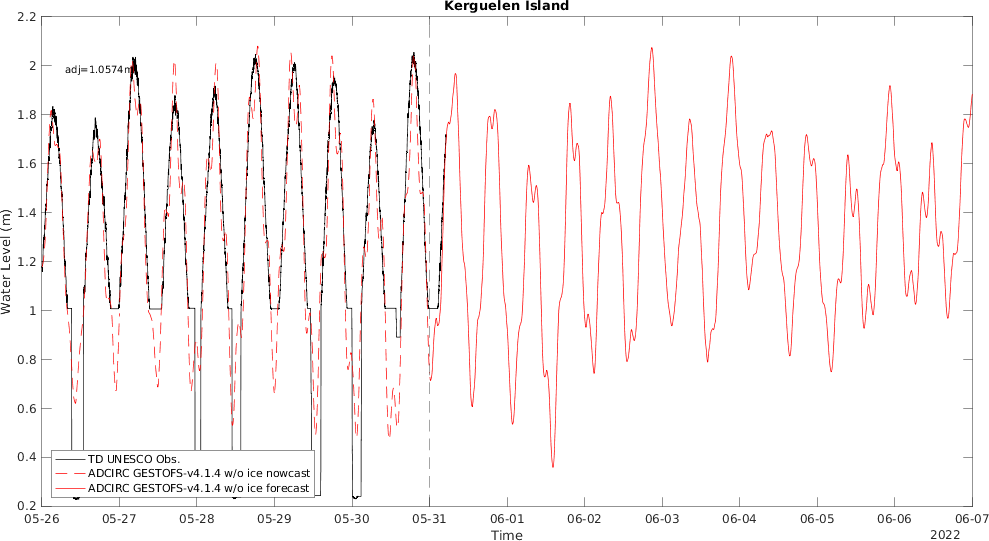 Kerguelen Island
2.2
2
1.8
1.6
1.4
1.2
1
0.8
0.6
0.4
0.2
Water Level (m)
adj=1.0574m
TD UNESCO Obs.
ADCIRC GESTOFS-v4.1.4 w/o ice nowcast
ADCIRC GESTOFS-v4.1.4 w/o ice forecast
05-26 05-27 05-28 05-29 05-30 05-31 06-01 06-02 06-03 06-04 06-05 06-06 06-07
Time
2022